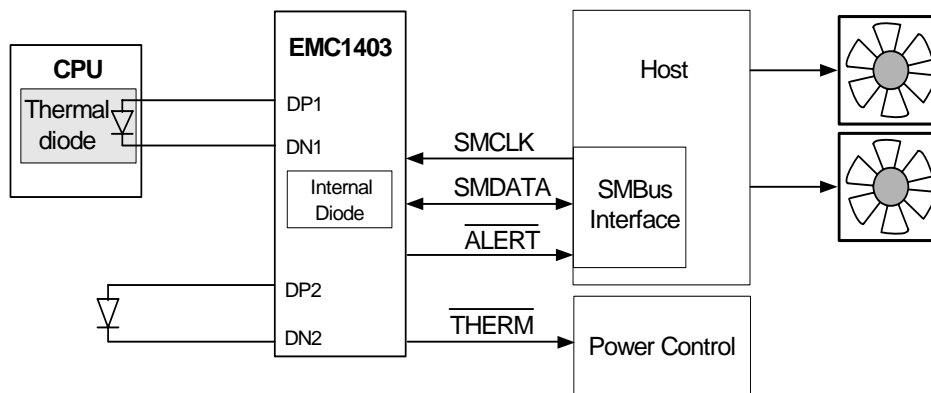 CPU
Thermal
diode
EMC1403
DP1
DN1
Internal
Diode
DP2
DN2
SMCLK
SMDATA
ALERT
THERM
Host
SMBus
Interface
Power Control